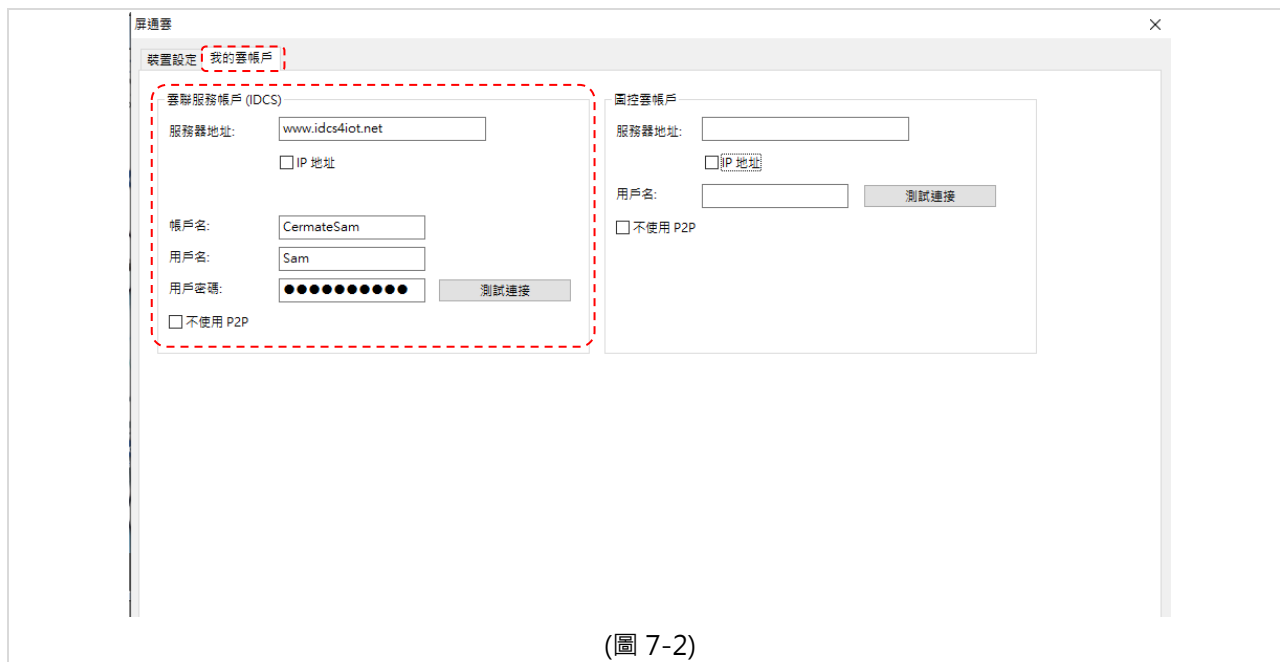 屏通雲
裝置設定 我的雲帳戶
雲聯服務帳戶 (IDCS)
服務器地址: www.idcs4iot.net
IP 地址
帳戶名: CermateSam
用戶名: Sam
用戶密碼: ●●●●●●●●●● 測試連接
不使用 P2P
圖控雲帳戶
服務器地址:
IP 地址
用戶名: 測試連接
不使用 P2P
(圖 7-2)